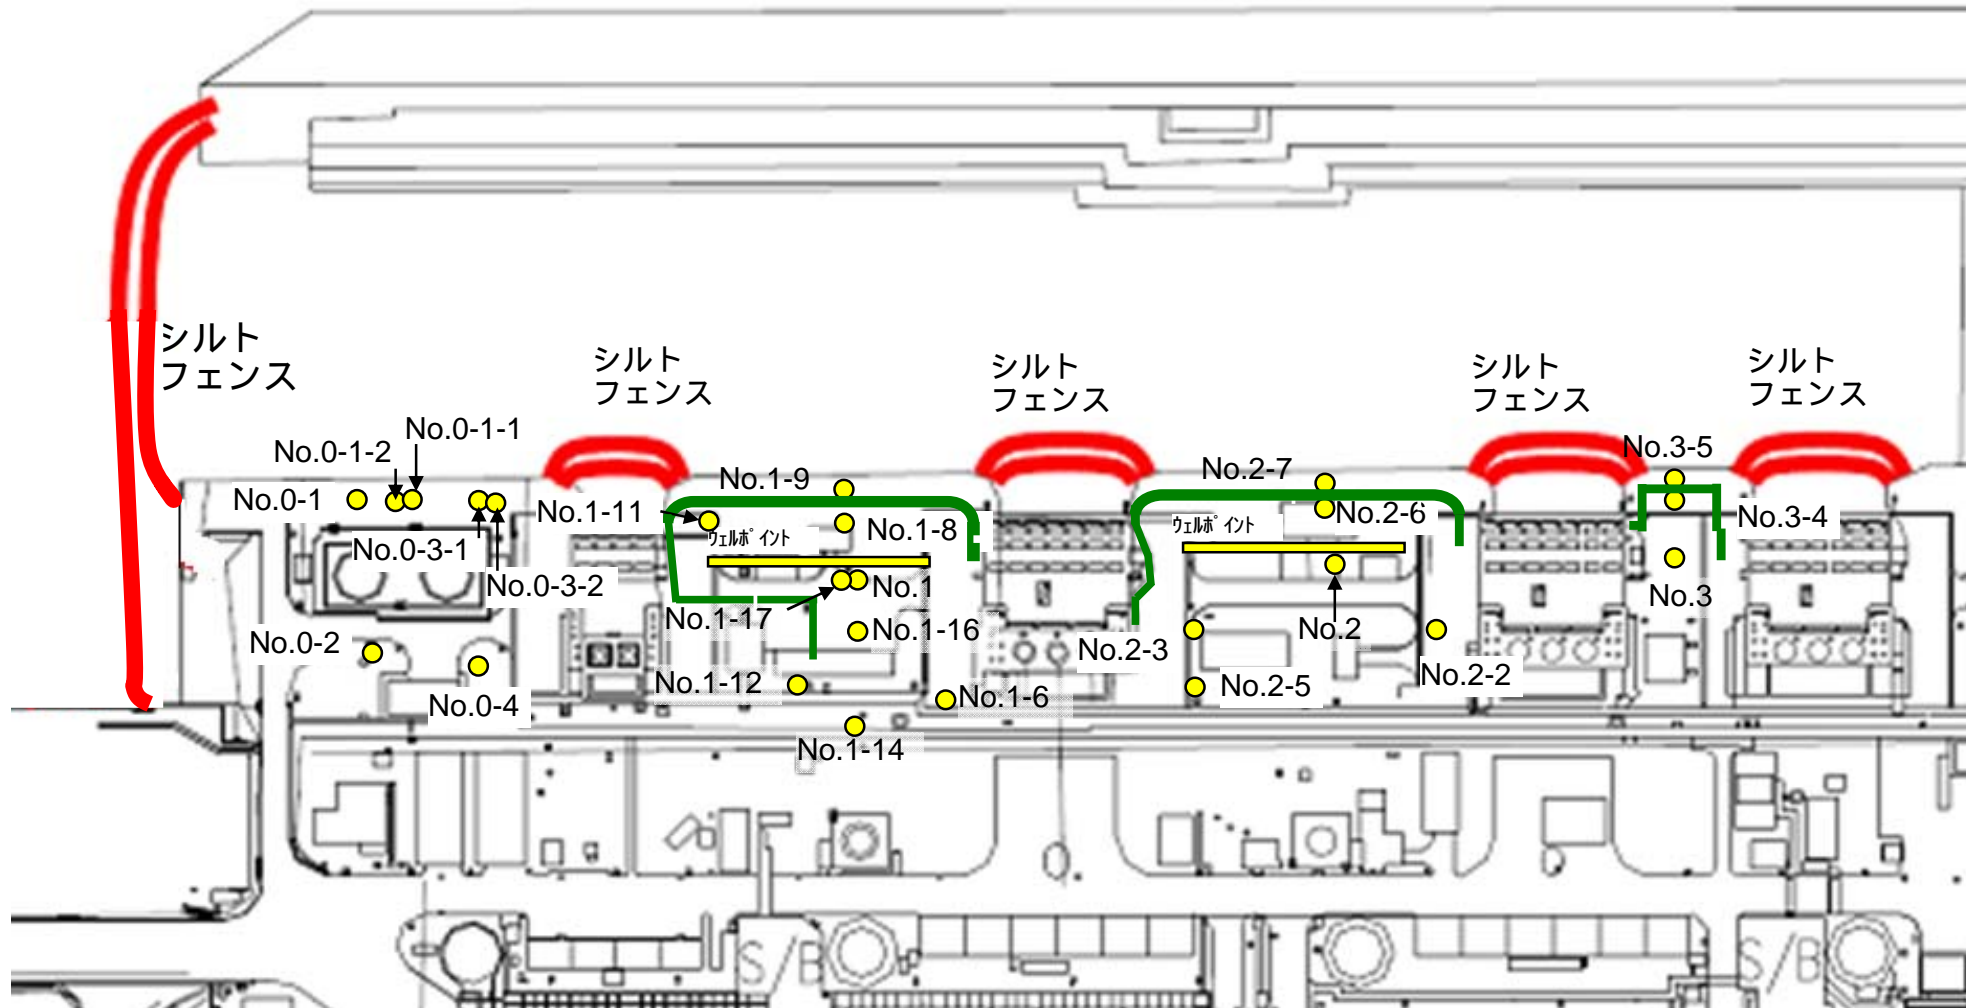 シルト
フェンス
シルト
フェンス
シルト
フェンス
シルト
フェンス
シルト
フェンス
No.0-1-1
No.0-1-2
No.0-1
No.0-3-1
No.0-3-2
No.0-2
No.0-4
No.1-9
No.1-11
No.1-8
ｳｪﾙﾎﾟｲﾝﾄ
No.1
No.1-17
No.1-16
No.1-12
No.1-6
No.1-14
No.2-7
No.2-6
ｳｪﾙﾎﾟｲﾝﾄ
No.2
No.2-3
No.2-2
No.2-5
No.3-5
No.3-4
No.3
S/B
S/B